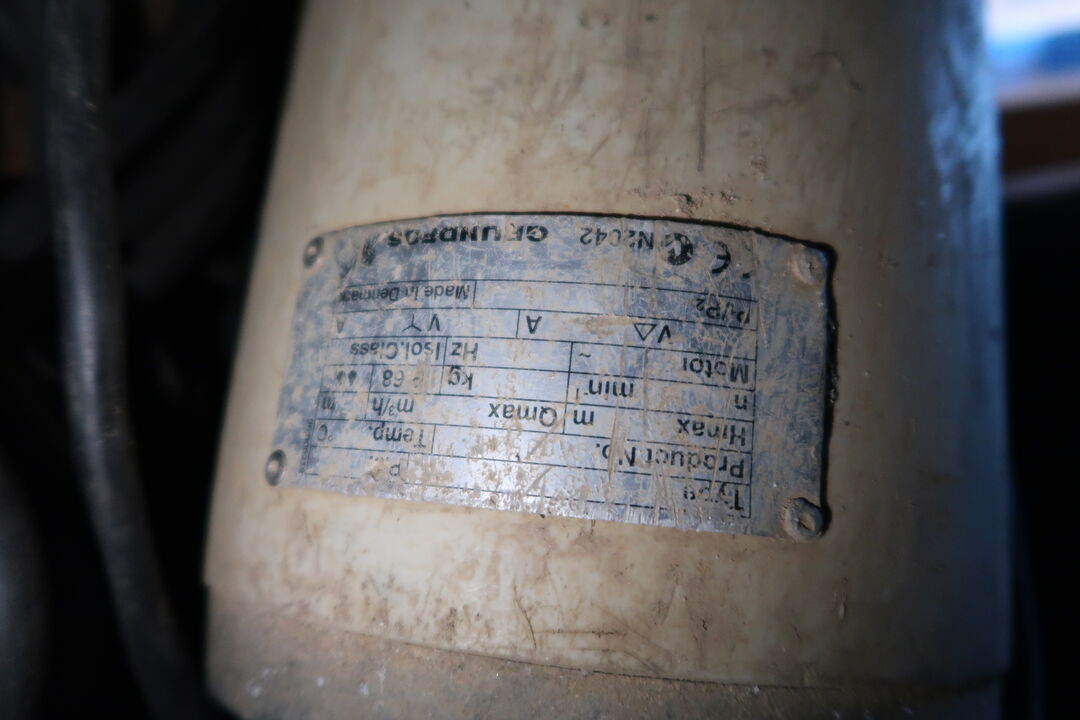 Type P.
Product No. Temp. °C
Hmax m Qmax m³/h m
n min⁻¹ kg 68
Motor ~ Hz Isol.Class
V△ A V Y A
P₁/P₂ Made in Denmark
CE N2042 GRUNDFOS